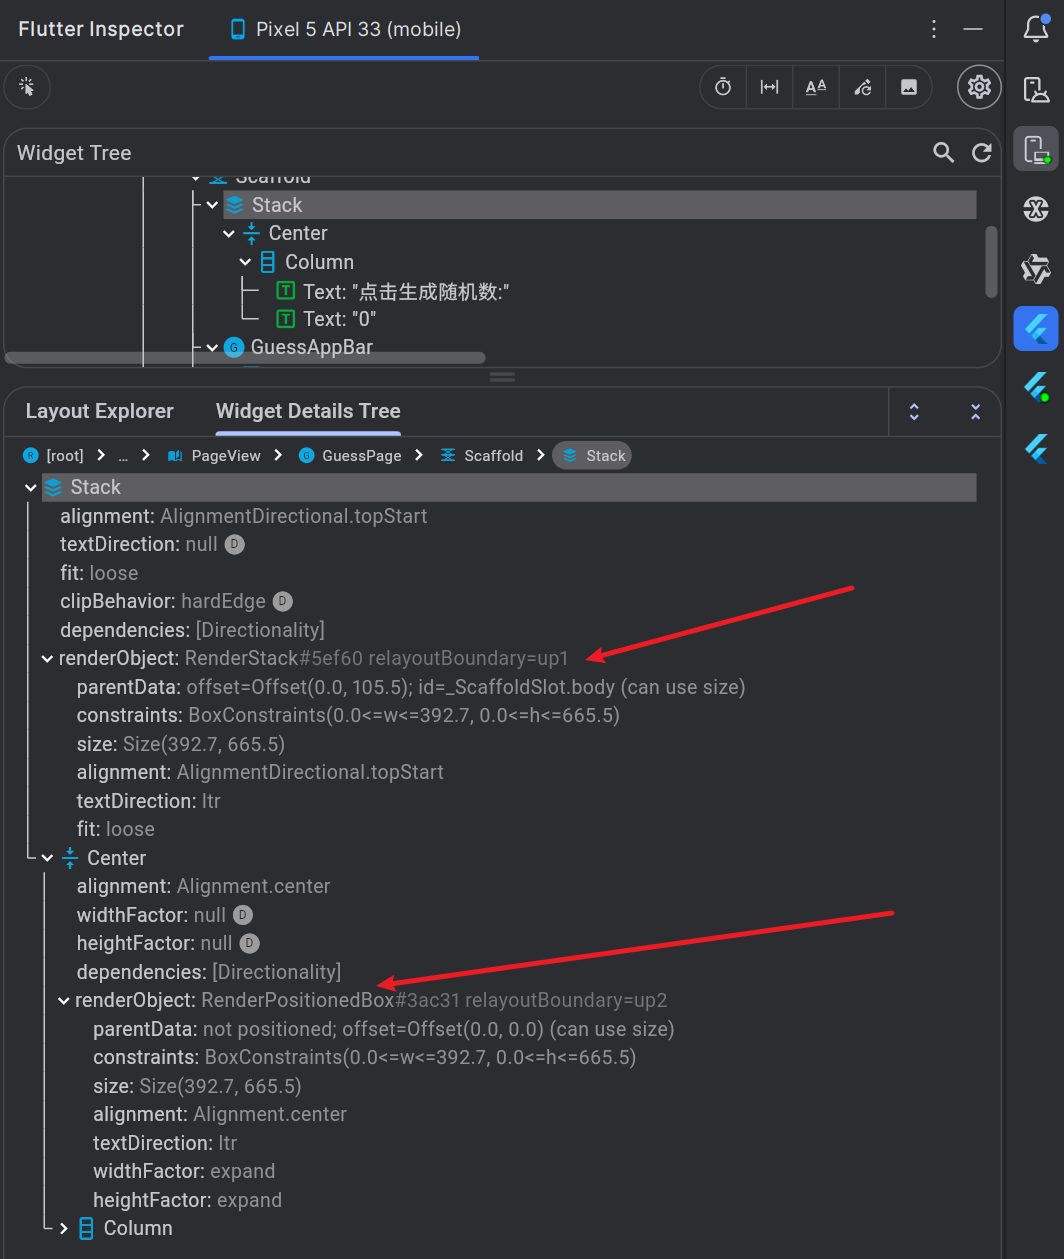 Flutter Inspector
Pixel 5 API 33 (mobile)
Widget Tree
Scaffold
Stack
Center
Column
Text: "点击生成随机数:"
Text: "0"
GuessAppBar
Layout Explorer
Widget Details Tree
[root] ... PageView GuessPage Scaffold Stack
Stack
alignment: AlignmentDirectional.topStart
textDirection: null D
fit: loose
clipBehavior: hardEdge D
dependencies: [Directionality]
renderObject: RenderStack#5ef60 relayoutBoundary=up1
parentData: offset=Offset(0.0, 105.5); id=_ScaffoldSlot.body (can use size)
constraints: BoxConstraints(0.0<=w<=392.7, 0.0<=h<=665.5)
size: Size(392.7, 665.5)
alignment: AlignmentDirectional.topStart
textDirection: ltr
fit: loose
Center
alignment: Alignment.center
widthFactor: null D
heightFactor: null D
dependencies: [Directionality]
renderObject: RenderPositionedBox#3ac31 relayoutBoundary=up2
parentData: not positioned; offset=Offset(0.0, 0.0) (can use size)
constraints: BoxConstraints(0.0<=w<=392.7, 0.0<=h<=665.5)
size: Size(392.7, 665.5)
alignment: Alignment.center
textDirection: ltr
widthFactor: expand
heightFactor: expand
Column